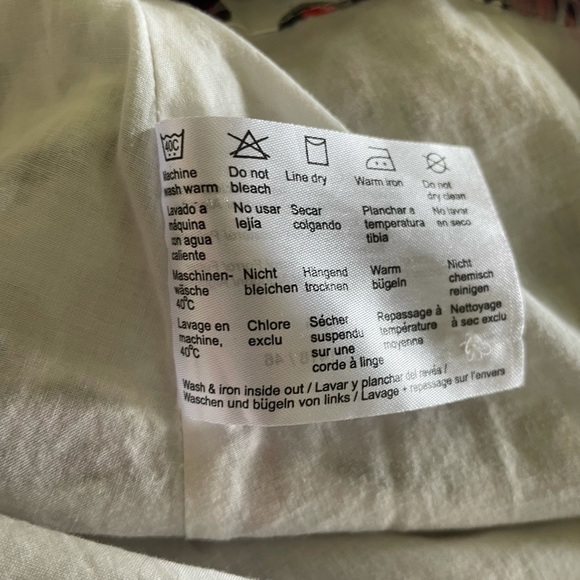 40C
Machine
wash warm
Do not
bleach
Line dry
Warm iron
Do not
dry clean
Lavado a
máquina
con agua
caliente
No usar
lejía
Secar
colgando
Planchar a
temperatura
tibia
No lavar
en seco
Maschinen-
wäsche
40°C
Nicht
bleichen
Hängend
trocknen
Warm
bügeln
Nicht
chemisch
reinigen
Lavage en
machine,
40°C
Chlore
exclu
Sécher
suspendu
sur une
corde à linge
Repassage à
température
moyenne
Nettoyage
à sec exclu
Wash & iron inside out / Lavar y planchar del revés /
Waschen und bügeln von links / Lavage + repassage sur l'envers